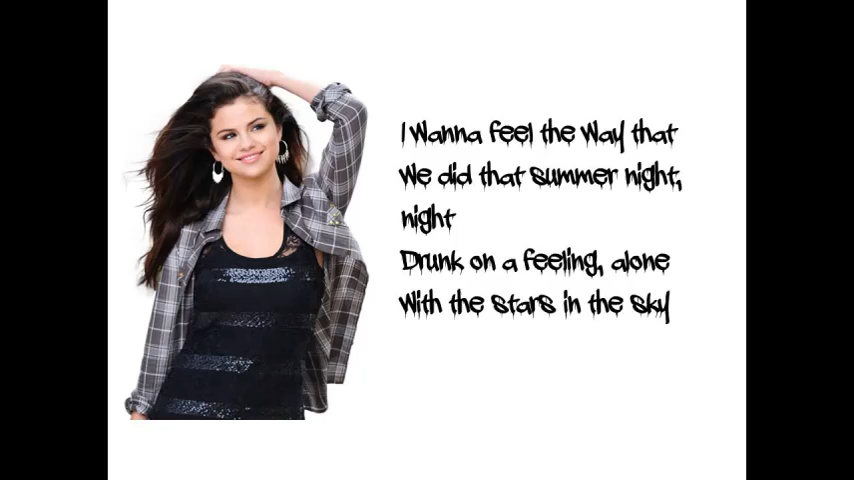 I Wanna feel the Way that
We did that summer night,
night
Drunk on a feeling, alone
With the stars in the sky